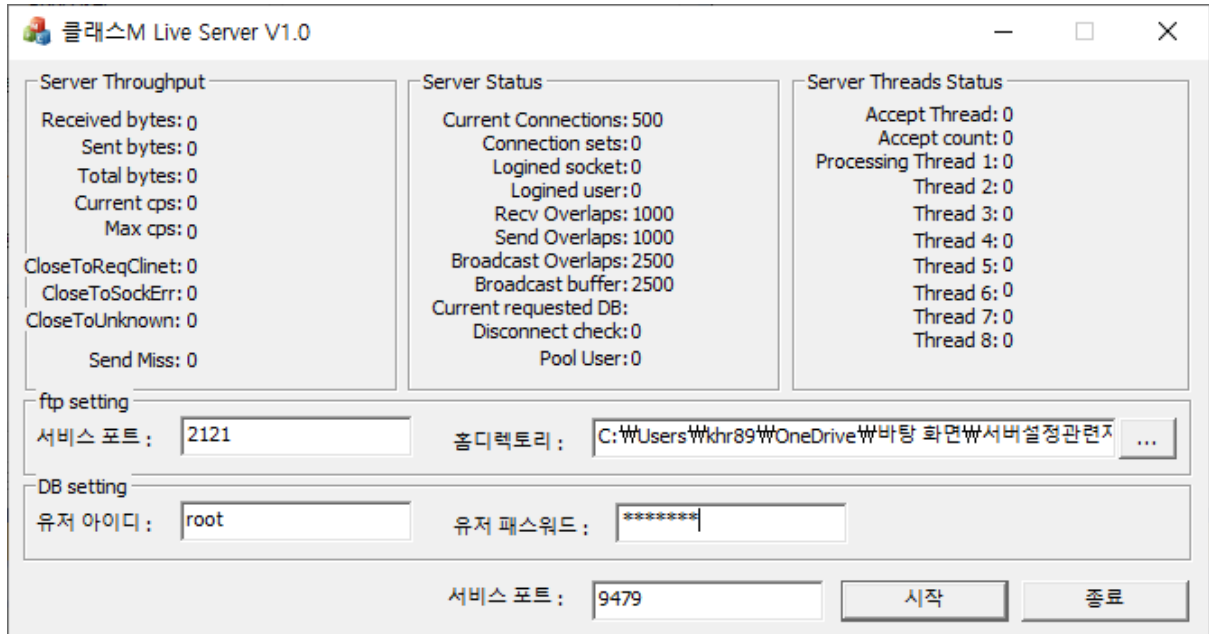 클래스M Live Server V1.0
Server Throughput
Received bytes: 0
Sent bytes: 0
Total bytes: 0
Current cps: 0
Max cps: 0
CloseToReqClinet: 0
CloseToSockErr: 0
CloseToUnknown: 0
Send Miss: 0
Server Status
Current Connections: 500
Connection sets: 0
Logined socket: 0
Logined user: 0
Recv Overlaps: 1000
Send Overlaps: 1000
Broadcast Overlaps: 2500
Broadcast buffer: 2500
Current requested DB:
Disconnect check: 0
Pool User: 0
Server Threads Status
Accept Thread: 0
Accept count: 0
Processing Thread 1: 0
Thread 2: 0
Thread 3: 0
Thread 4: 0
Thread 5: 0
Thread 6: 0
Thread 7: 0
Thread 8: 0
ftp setting
서비스 포트 : 2121
홈디렉토리 : C:₩Users₩khr89₩OneDrive₩바탕 화면₩서버설정관련 ...
DB setting
유저 아이디 : root
유저 패스워드 : *******
서비스 포트 : 9479
시작
종료